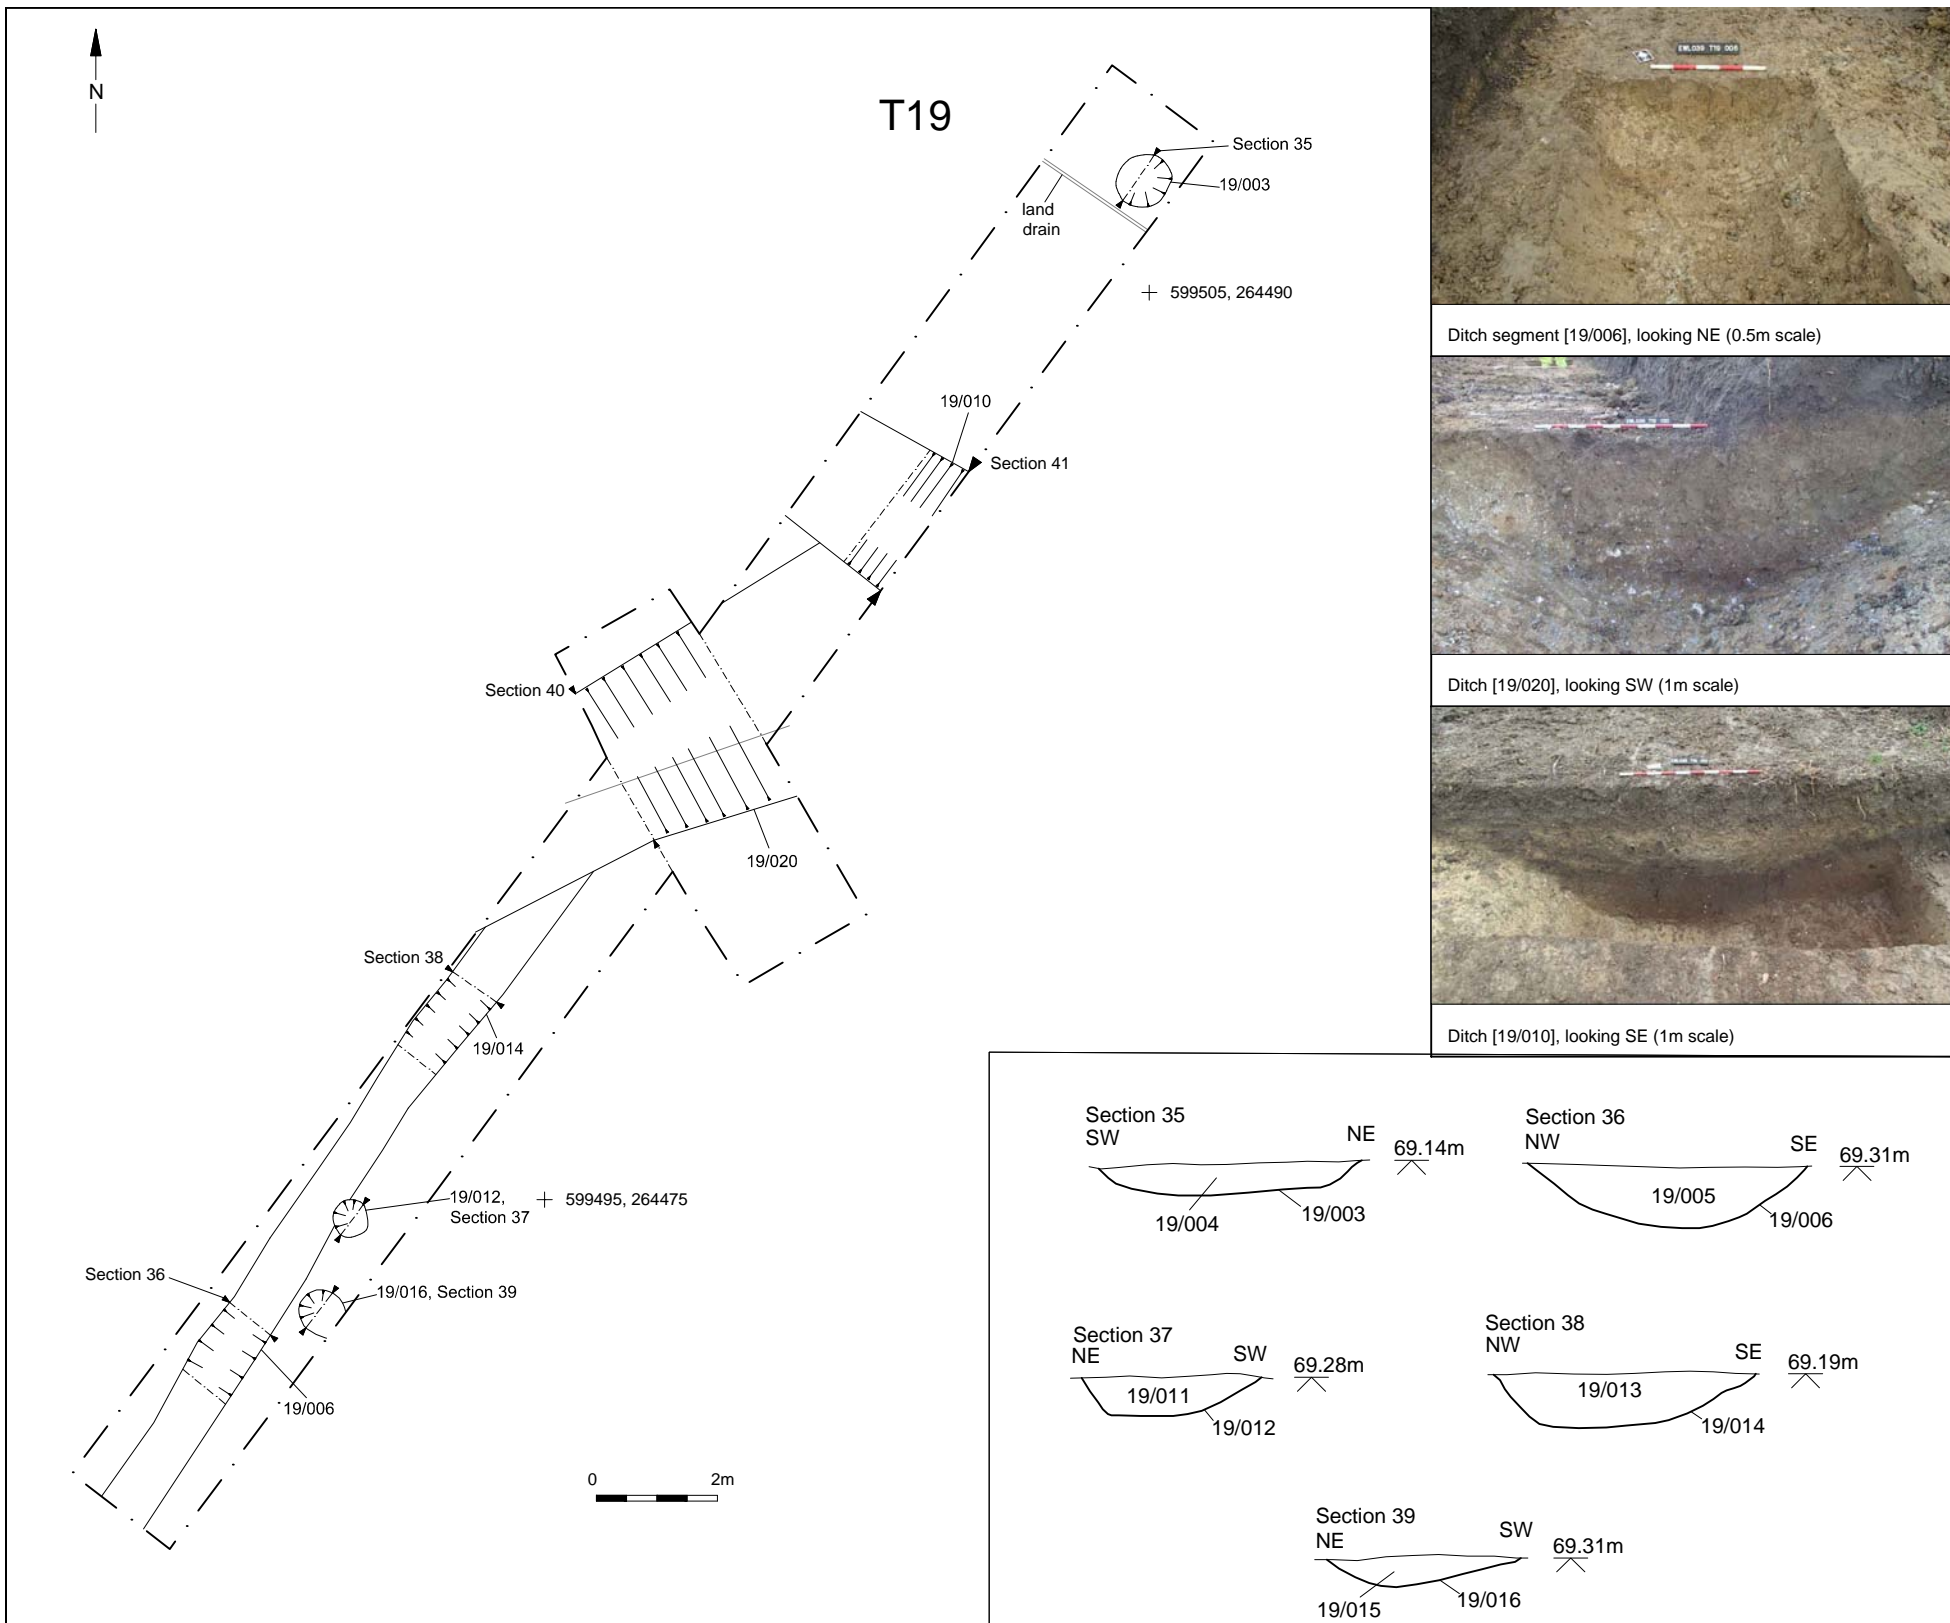 N
T19
Section 35
19/003
land
drain
599505, 264490
19/010
Section 41
Section 40
19/020
Section 38
19/014
19/012,
Section 37
599495, 264475
Section 36
19/016, Section 39
19/006
0 2m
Ditch segment [19/006], looking NE (0.5m scale)
Ditch [19/020], looking SW (1m scale)
Ditch [19/010], looking SE (1m scale)
Section 35
SW NE 69.14m
19/004 19/003
Section 36
NW SE 69.31m
19/005
19/006
Section 37
NE SW 69.28m
19/011
19/012
Section 38
NW SE 69.19m
19/013
19/014
Section 39
NE SW 69.31m
19/015 19/016